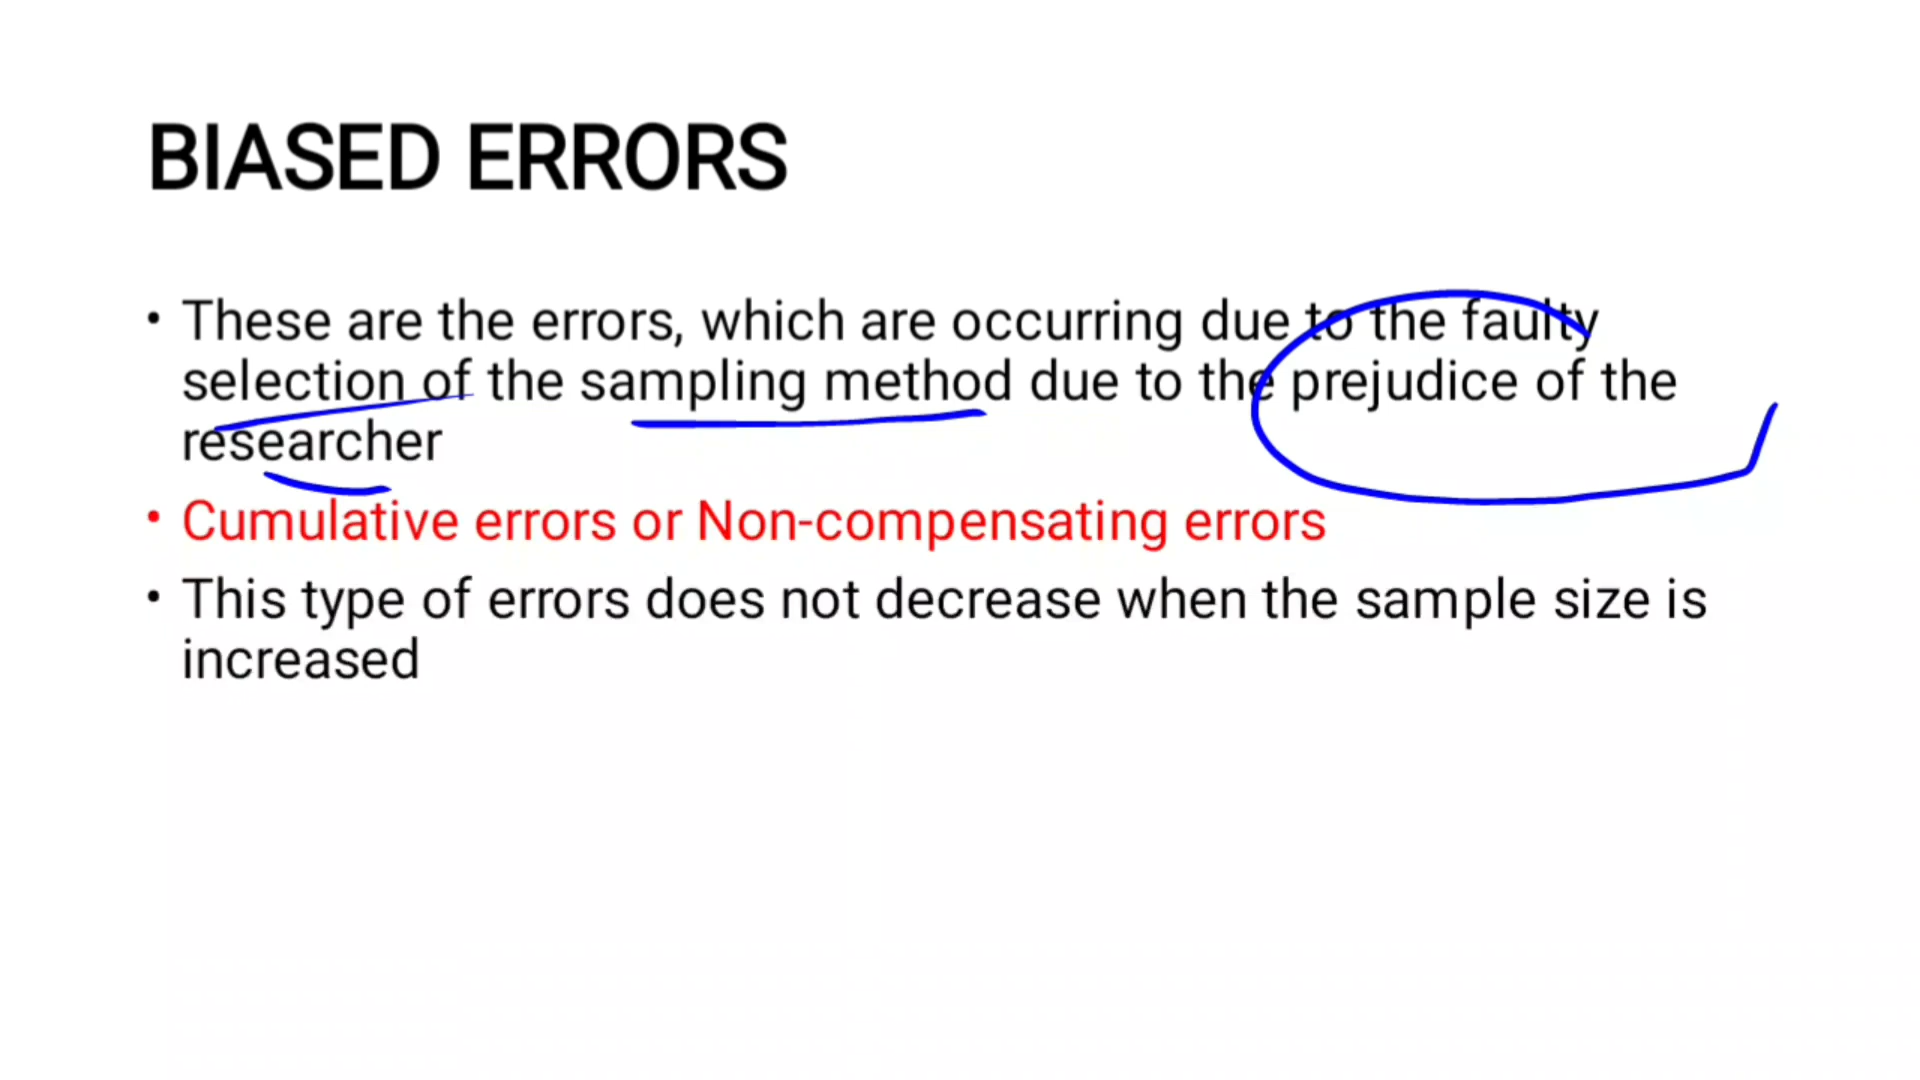 BIASED ERRORS
• These are the errors, which are occurring due to the faulty
selection of the sampling method due to the prejudice of the
researcher
• Cumulative errors or Non-compensating errors
• This type of errors does not decrease when the sample size is
increased